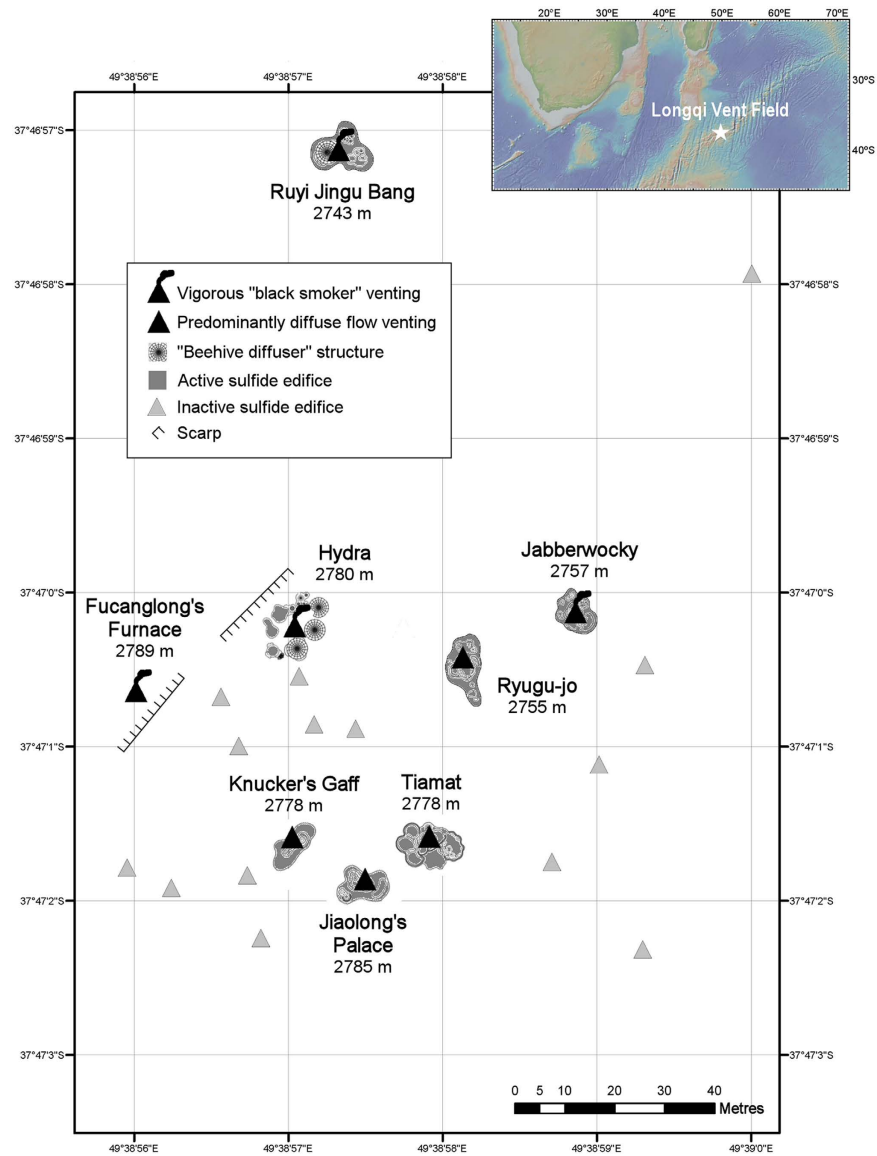 20°E 30°E 40°E 50°E 60°E 70°E
30°S
40°S
Longqi Vent Field
49°38'56"E 49°38'57"E 49°38'58"E
37°46'57"S
Ruyi Jingu Bang
2743 m
37°46'58"S 37°46'58"S
Vigorous "black smoker" venting
Predominantly diffuse flow venting
"Beehive diffuser" structure
Active sulfide edifice
Inactive sulfide edifice
Scarp
37°46'59"S 37°46'59"S
Hydra
2780 m
Jabberwocky
2757 m
37°47'0"S 37°47'0"S
Fucanglong's
Furnace
2789 m
Ryugu-jo
2755 m
37°47'1"S 37°47'1"S
Knucker's Gaff
2778 m
Tiamat
2778 m
37°47'2"S 37°47'2"S
Jiaolong's
Palace
2785 m
37°47'3"S 37°47'3"S
0 5 10 20 30 40
Metres
49°38'56"E 49°38'57"E 49°38'58"E 49°38'59"E 49°39'0"E